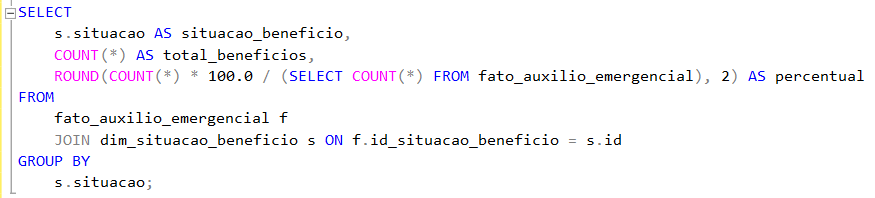 SELECT
s.situacao AS situacao_beneficio,
COUNT(*) AS total_beneficios,
ROUND(COUNT(*) * 100.0 / (SELECT COUNT(*) FROM fato_auxilio_emergencial), 2) AS percentual
FROM
fato_auxilio_emergencial f
JOIN dim_situacao_beneficio s ON f.id_situacao_beneficio = s.id
GROUP BY
s.situacao;